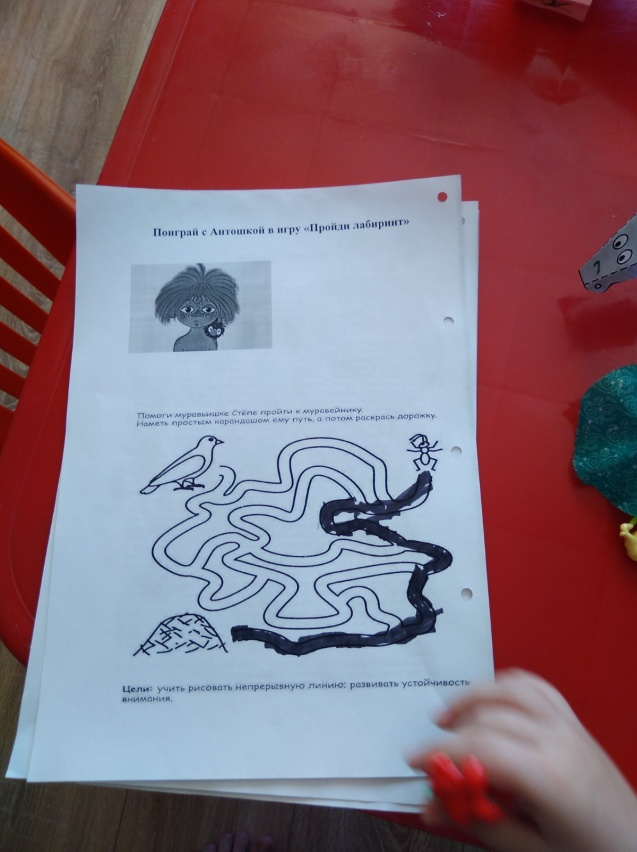 Поиграй с Антошкой в игру «Пройди лабиринт»
Помоги муравьишке Стёпе пройти к муравейнику.
Наметь простым карандашом ему путь, а потом раскрась дорожку.
Цели: учить рисовать непрерывную линию; развивать устойчивость
внимания.